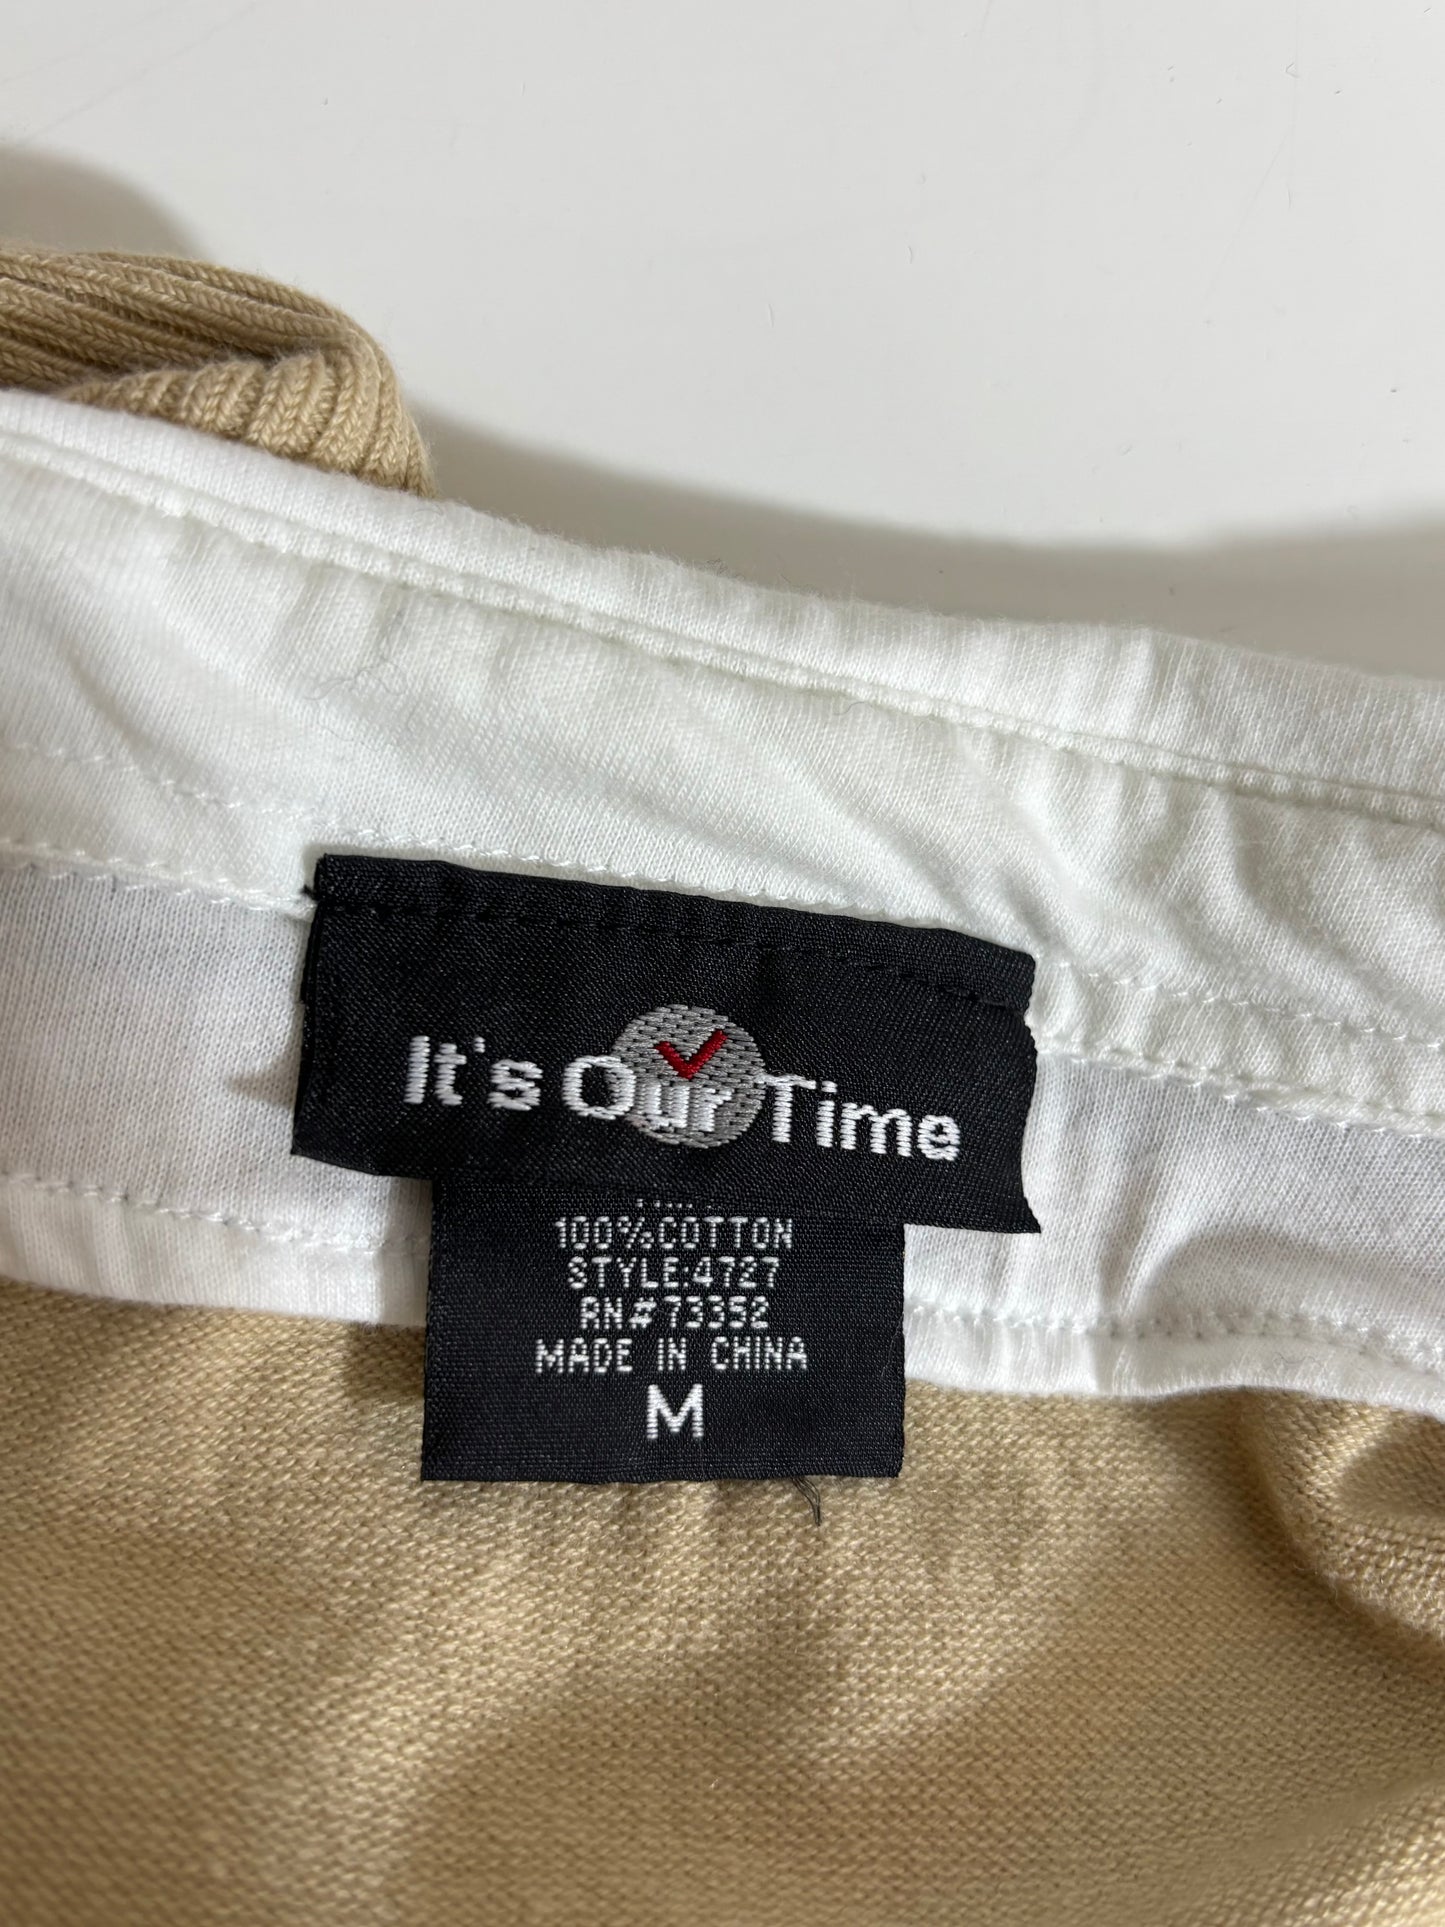 It's Our Time
100% COTTON
STYLE:4727
RN#73352
MADE IN CHINA
M